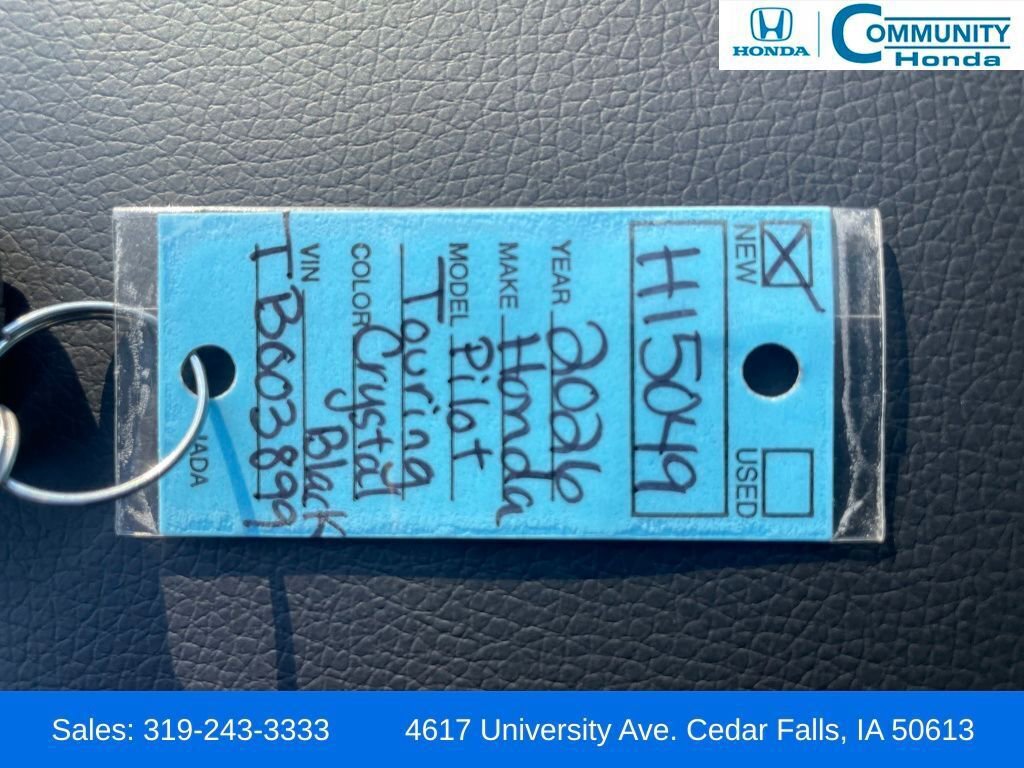 HONDA
COMMUNITY
Honda
NEW USED
H15049
YEAR 2026
MAKE Honda
MODEL Pilot
Touring
COLOR Crystal
Black
VIN
TB603899
NADA
Sales: 319-243-3333 4617 University Ave. Cedar Falls, IA 50613